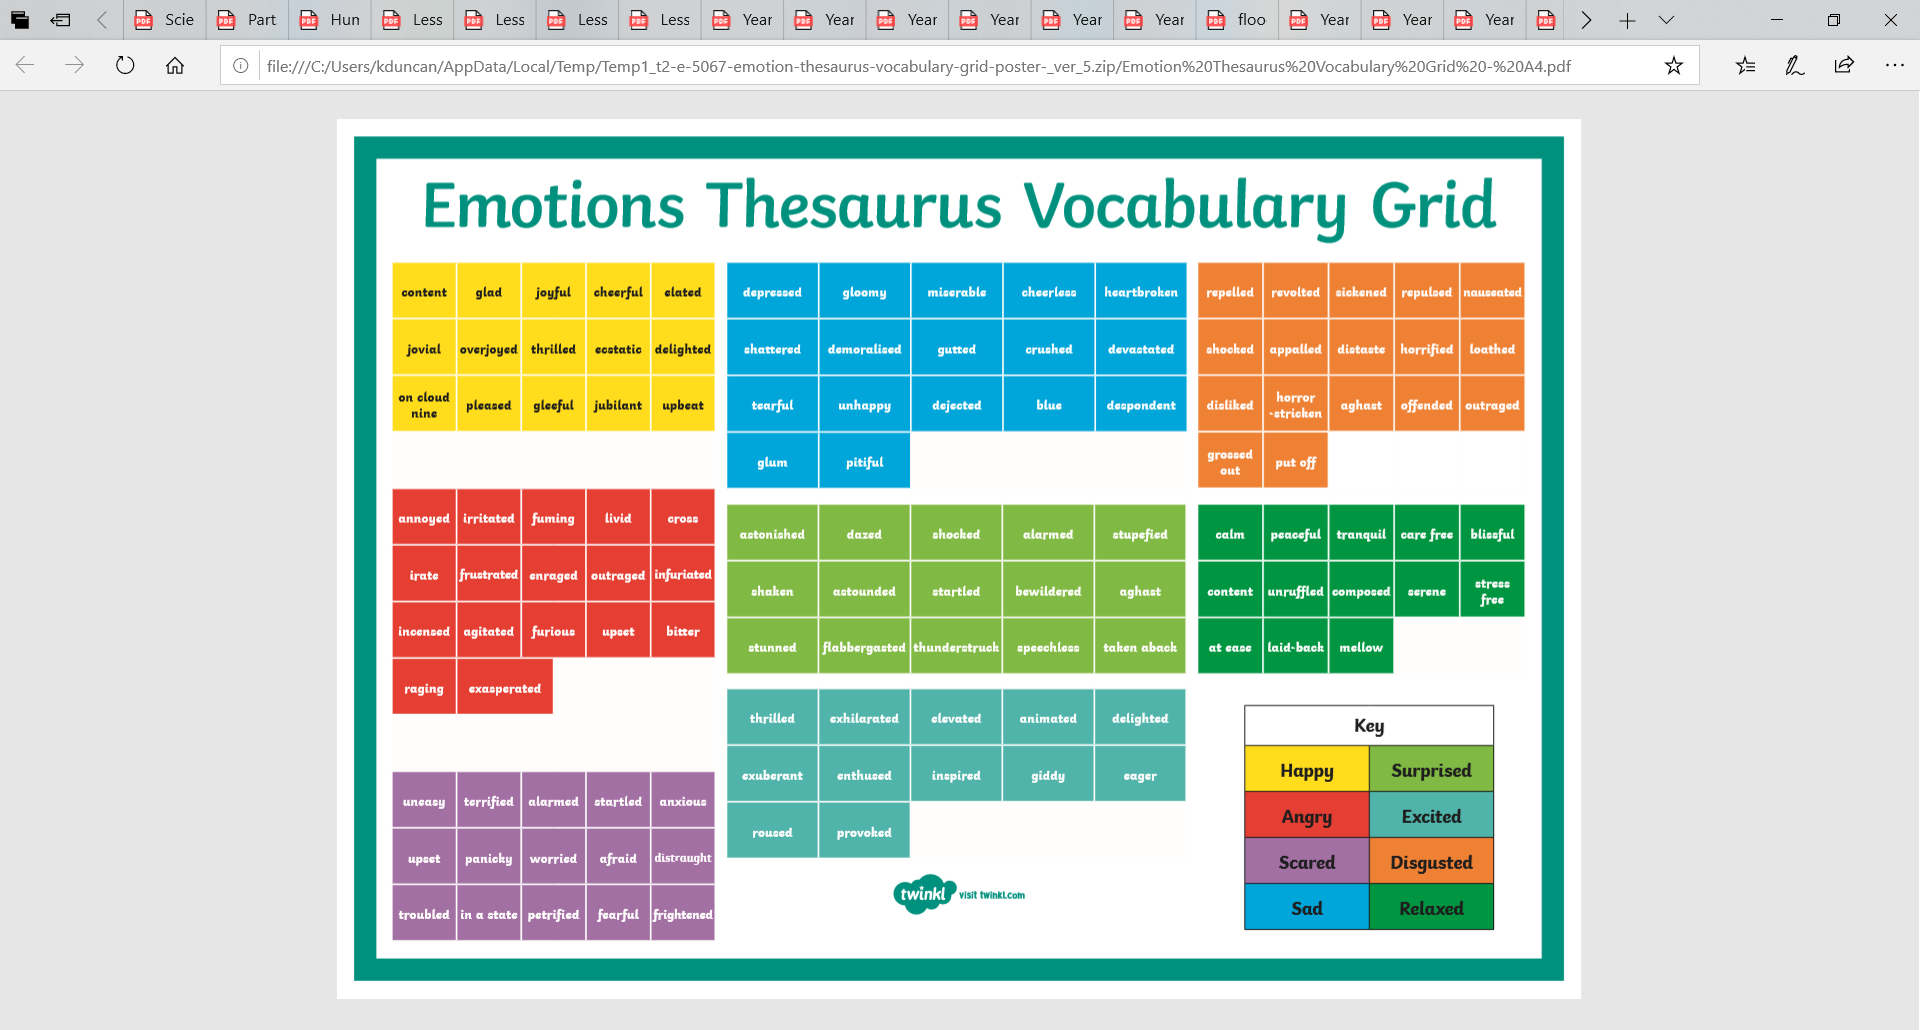 Scie
Part
Hun
Less
Less
Less
Less
Year
Year
Year
Year
Year
Year
floo
Year
Year
Year
file:///C:/Users/kduncan/AppData/Local/Temp/Temp1_t2-e-5067-emotion-thesaurus-vocabulary-grid-poster-_ver_5.zip/Emotion%20Thesaurus%20Vocabulary%20Grid%20-%20A4.pdf
Emotions Thesaurus Vocabulary Grid
content glad joyful cheerful elated
jovial overjoyed thrilled ecstatic delighted
on cloud nine pleased gleeful jubilant upbeat
depressed gloomy miserable cheerless heartbroken
shattered demoralised gutted crushed devastated
tearful unhappy dejected blue despondent
glum pitiful
repelled revolted sickened repulsed nauseated
shocked appalled distaste horrified loathed
disliked horror-stricken aghast offended outraged
grossed out put off
annoyed irritated fuming livid cross
irate frustrated enraged outraged infuriated
incensed agitated furious upset bitter
raging exasperated
astonished dazed shocked alarmed stupefied
shaken astounded startled bewildered aghast
stunned flabbergasted thunderstruck speechless taken aback
calm peaceful tranquil care free blissful
content unruffled composed serene stress free
at ease laid-back mellow
thrilled exhilarated elevated animated delighted
exuberant enthused inspired giddy eager
roused provoked
uneasy terrified alarmed startled anxious
upset panicky worried afraid distraught
troubled in a state petrified fearful frightened
Key
Happy Surprised
Angry Excited
Scared Disgusted
Sad Relaxed
twinkl visit twinkl.com